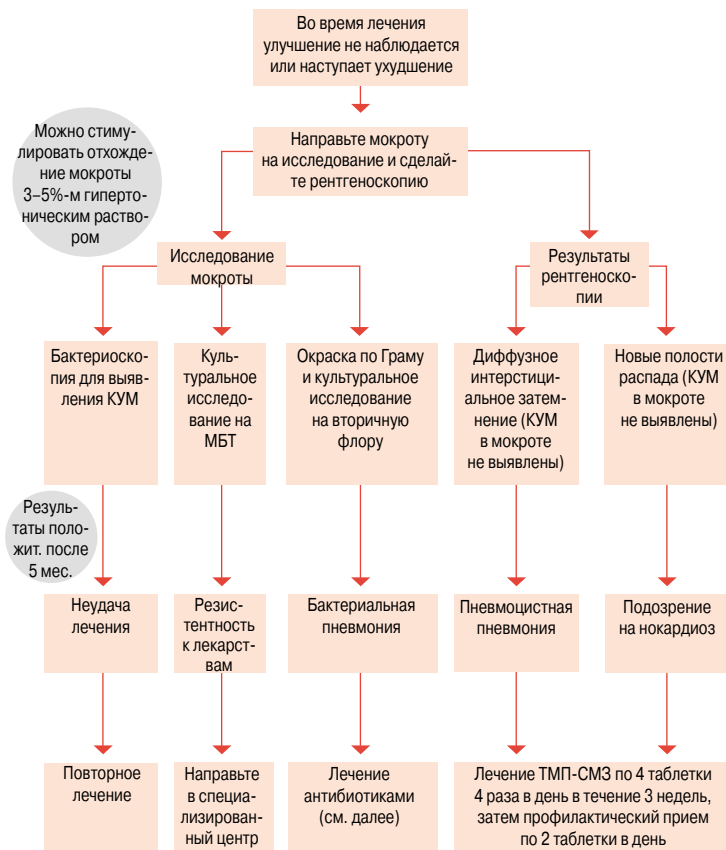 Во время лечения
улучшение не наблюдается
или наступает ухудшение
Можно стиму-
лировать отхожде-
ние мокроты
3–5%-м гиперто-
ническим раство-
ром
Направьте мокроту
на исследование и сделай-
те рентгеноскопию
Исследование
мокроты
Результаты
рентгеноско-
пии
Бактериоско-
пия для выяв-
ления КУМ
Куль-
туральное
исследо-
вание на
МБТ
Окраска по Граму
и культуральное
исследование
на вторичную
флору
Диффузное
интерстици-
альное затем-
нение (КУМ
в мокроте
не выявлены)
Новые полости
распада (КУМ
в мокроте
не выявлены)
Резуль-
таты поло-
жит. после
5 мес.
Неудача
лечения
Резис-
тентность
к лекарст-
вам
Бактериальная
пневмония
Пневмоцистная
пневмония
Подозрение
на нокардиоз
Повторное
лечение
Направьте
в специа-
лизирован-
ный центр
Лечение
антибиотиками
(см. далее)
Лечение ТМП-СМЗ по 4 таблетки
4 раза в день в течение 3 недель,
затем профилактический прием
по 2 таблетки в день